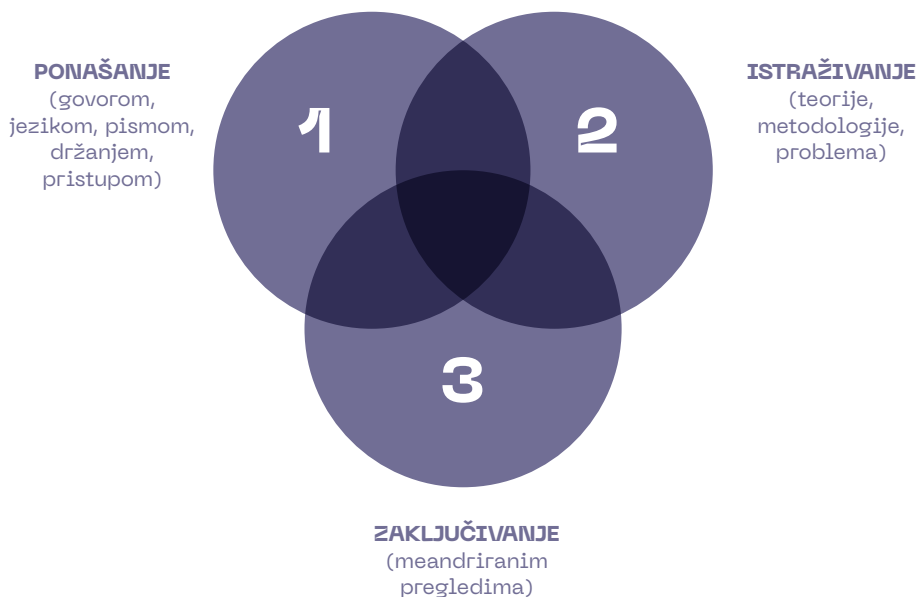 PONAŠANJE
(govorom,
jezikom, pismom,
držanjem,
pristupom)
1
2
ISTRAŽIVANJE
(teorije,
metodologije,
problema)
3
ZAKLJUČIVANJE
(meandriranim
pregledima)